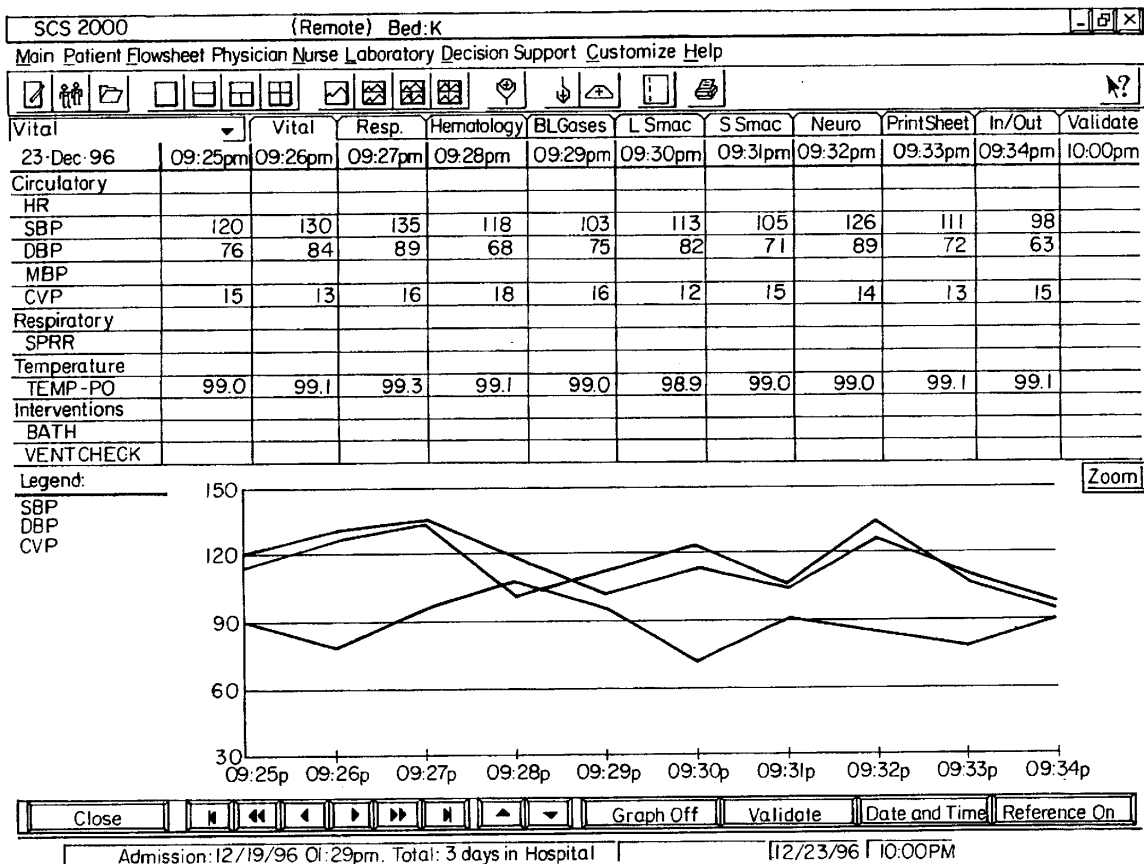 SCS 2000 (Remote) Bed:K
Main Patient Flowsheet Physician Nurse Laboratory Decision Support Customize Help
Vital Vital Resp. Hematology BLGases L Smac S Smac Neuro PrintSheet In/Out Validate
23-Dec-96 09:25pm 09:26pm 09:27pm 09:28pm 09:29pm 09:30pm 09:31pm 09:32pm 09:33pm 09:34pm 10:00pm
Circulatory
HR
SBP 120 130 135 118 103 113 105 126 111 98
DBP 76 84 89 68 75 82 71 89 72 63
MBP
CVP 15 13 16 18 16 12 15 14 13 15
Respiratory
SPRR
Temperature
TEMP-PO 99.0 99.1 99.3 99.1 99.0 98.9 99.0 99.0 99.1 99.1
Interventions
BATH
VENTCHECK
Legend: Zoom
SBP
DBP
CVP
150
120
90
60
30
09:25p 09:26p 09:27p 09:28p 09:29p 09:30p 09:31p 09:32p 09:33p 09:34p
Close Graph Off Validate Date and Time Reference On
Admission: 12/19/96 01:29pm. Total: 3 days in Hospital 12/23/96 10:00PM